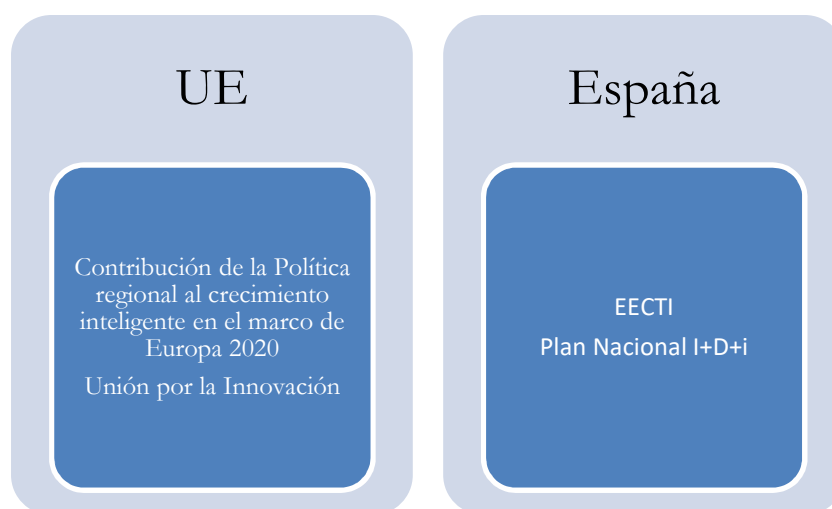 UE
Contribución de la Política
regional al crecimiento
inteligente en el marco de
Europa 2020
Unión por la Innovación
España
EECTI
Plan Nacional I+D+i